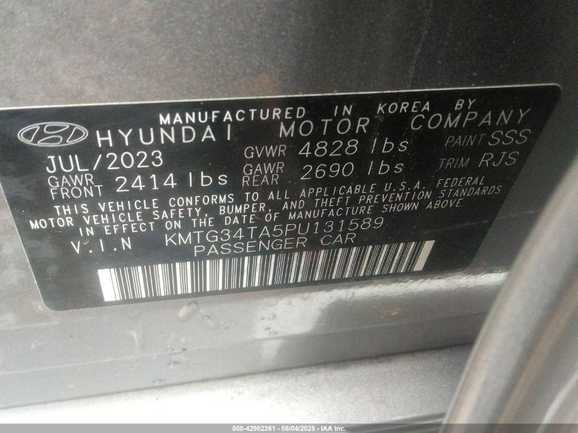 MANUFACTURED IN KOREA BY
HYUNDAI MOTOR COMPANY
JUL/2023 GVWR 4828 lbs PAINT SSS
GAWR FRONT 2414 lbs GAWR REAR 2690 lbs TRIM RJS
THIS VEHICLE CONFORMS TO ALL APPLICABLE U.S.A. FEDERAL
MOTOR VEHICLE SAFETY, BUMPER, AND THEFT PREVENTION STANDARDS
IN EFFECT ON THE DATE OF MANUFACTURE SHOWN ABOVE
V.I.N KMTG34TA5PU131589
PASSENGER CAR
000-42902361 - 08/04/2025 - IAA Inc.